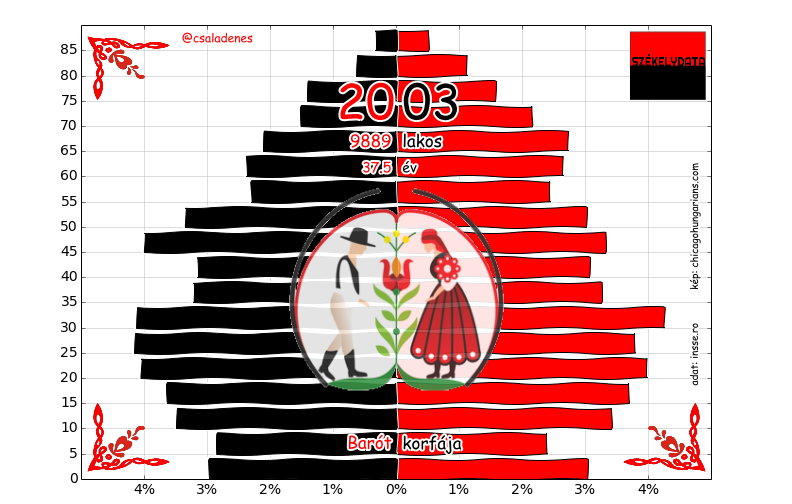 @csaladenes
SZÉKELYDATA
2003
9889 lakos
37.5 év
kép: chicagohungarians.com
adat: insse.ro
Barót korfája
85
80
75
70
65
60
55
50
45
40
35
30
25
20
15
10
5
0
4% 3% 2% 1% 0% 1% 2% 3% 4%